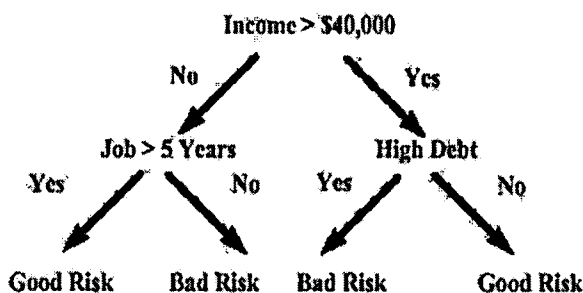 Income > $40,000
No Yes
Job > 5 Years High Debt
Yes No Yes No
Good Risk Bad Risk Bad Risk Good Risk